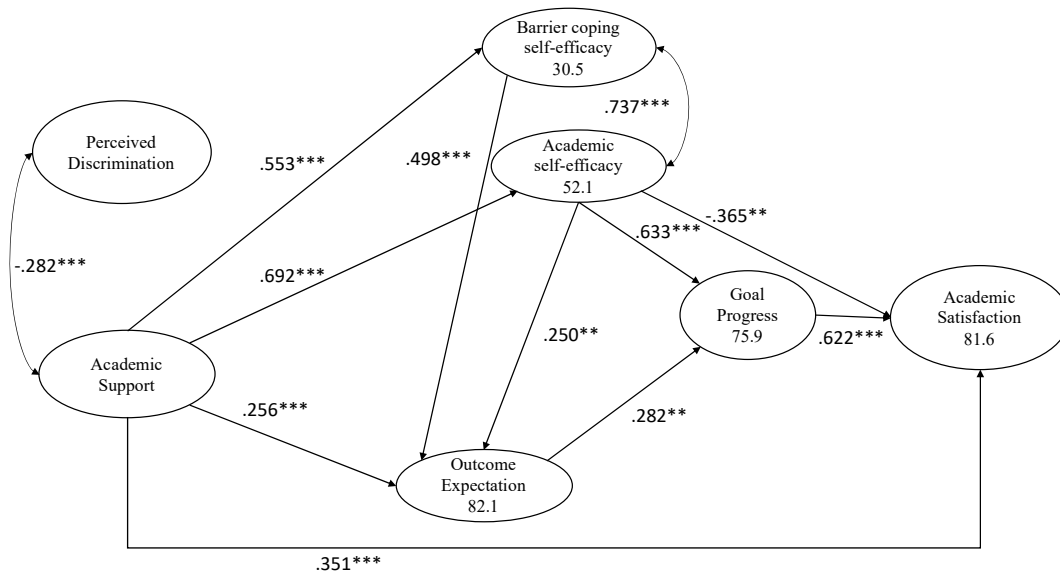 Barrier coping
self-efficacy
30.5
.737***
Perceived
Discrimination
.553***
.498***
Academic
self-efficacy
52.1
-.365**
.633***
-.282***
.692***
Goal
Progress
75.9
Academic
Satisfaction
81.6
.622***
.250**
Academic
Support
.256***
.282**
Outcome
Expectation
82.1
.351***